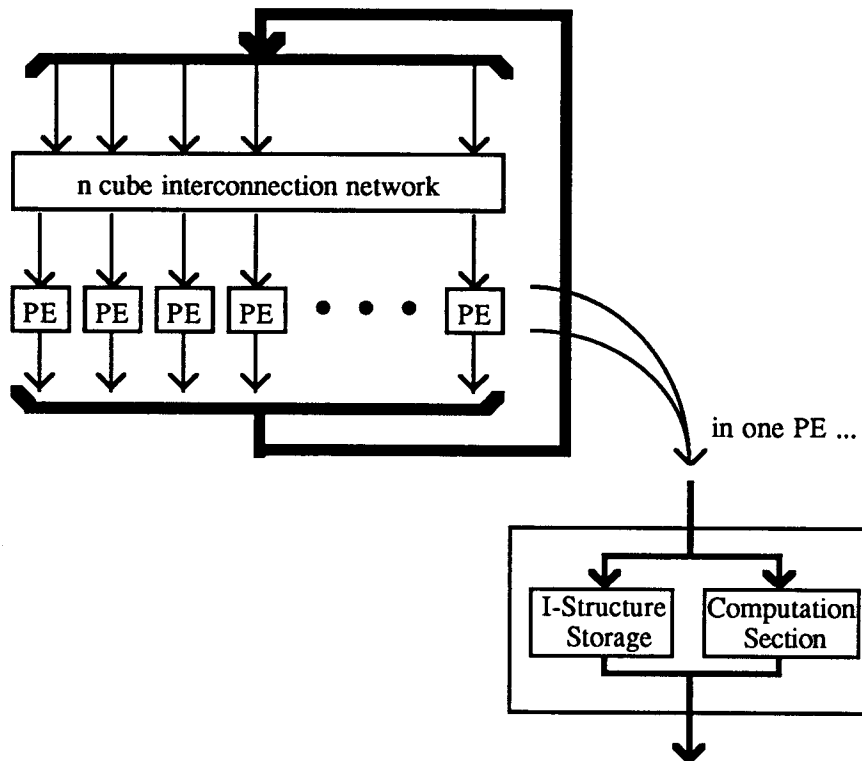 n cube interconnection network
PE PE PE PE • • • PE
in one PE ...
I-Structure
Storage
Computation
Section